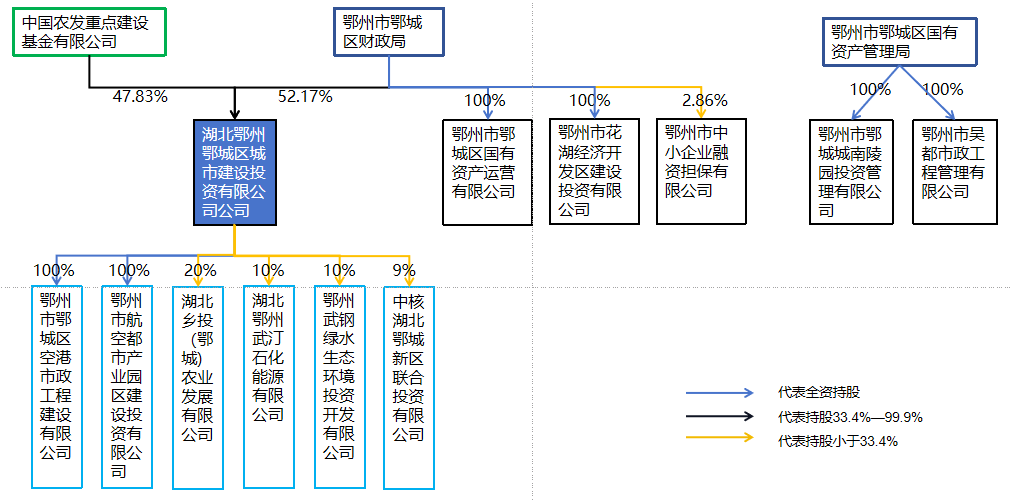 中国农发重点建设
基金有限公司
鄂州市鄂城
区财政局
鄂州市鄂城区国有
资产管理局
47.83%
52.17%
100%
100%
2.86%
100%
100%
湖北鄂州
鄂城区城
市建设投
资有限公
司公司
鄂州市鄂
城区国有
资产运营
有限公司
鄂州市花
湖经济开
发区建设
投资有限
公司
鄂州市中
小企业融
资担保有
限公司
鄂州市鄂
城城南陵
园投资管
理有限公
司
鄂州市吴
都市政工
程管理有
限公司
100%
100%
20%
10%
10%
9%
鄂州
市鄂
城区
空港
市政
工程
建设
有限
公司
鄂州
市航
空都
市产
业园
区建
设投
资有
限公
司
湖北
乡投
（鄂
城)
农业
发展
有限
公司
湖北
鄂州
武汀
石化
能源
有限
公司
鄂州
武钢
绿水
生态
环境
投资
开发
有限
公司
中核
湖北
鄂城
新区
联合
投资
有限
公司
代表全资持股
代表持股33.4%—99.9%
代表持股小于33.4%